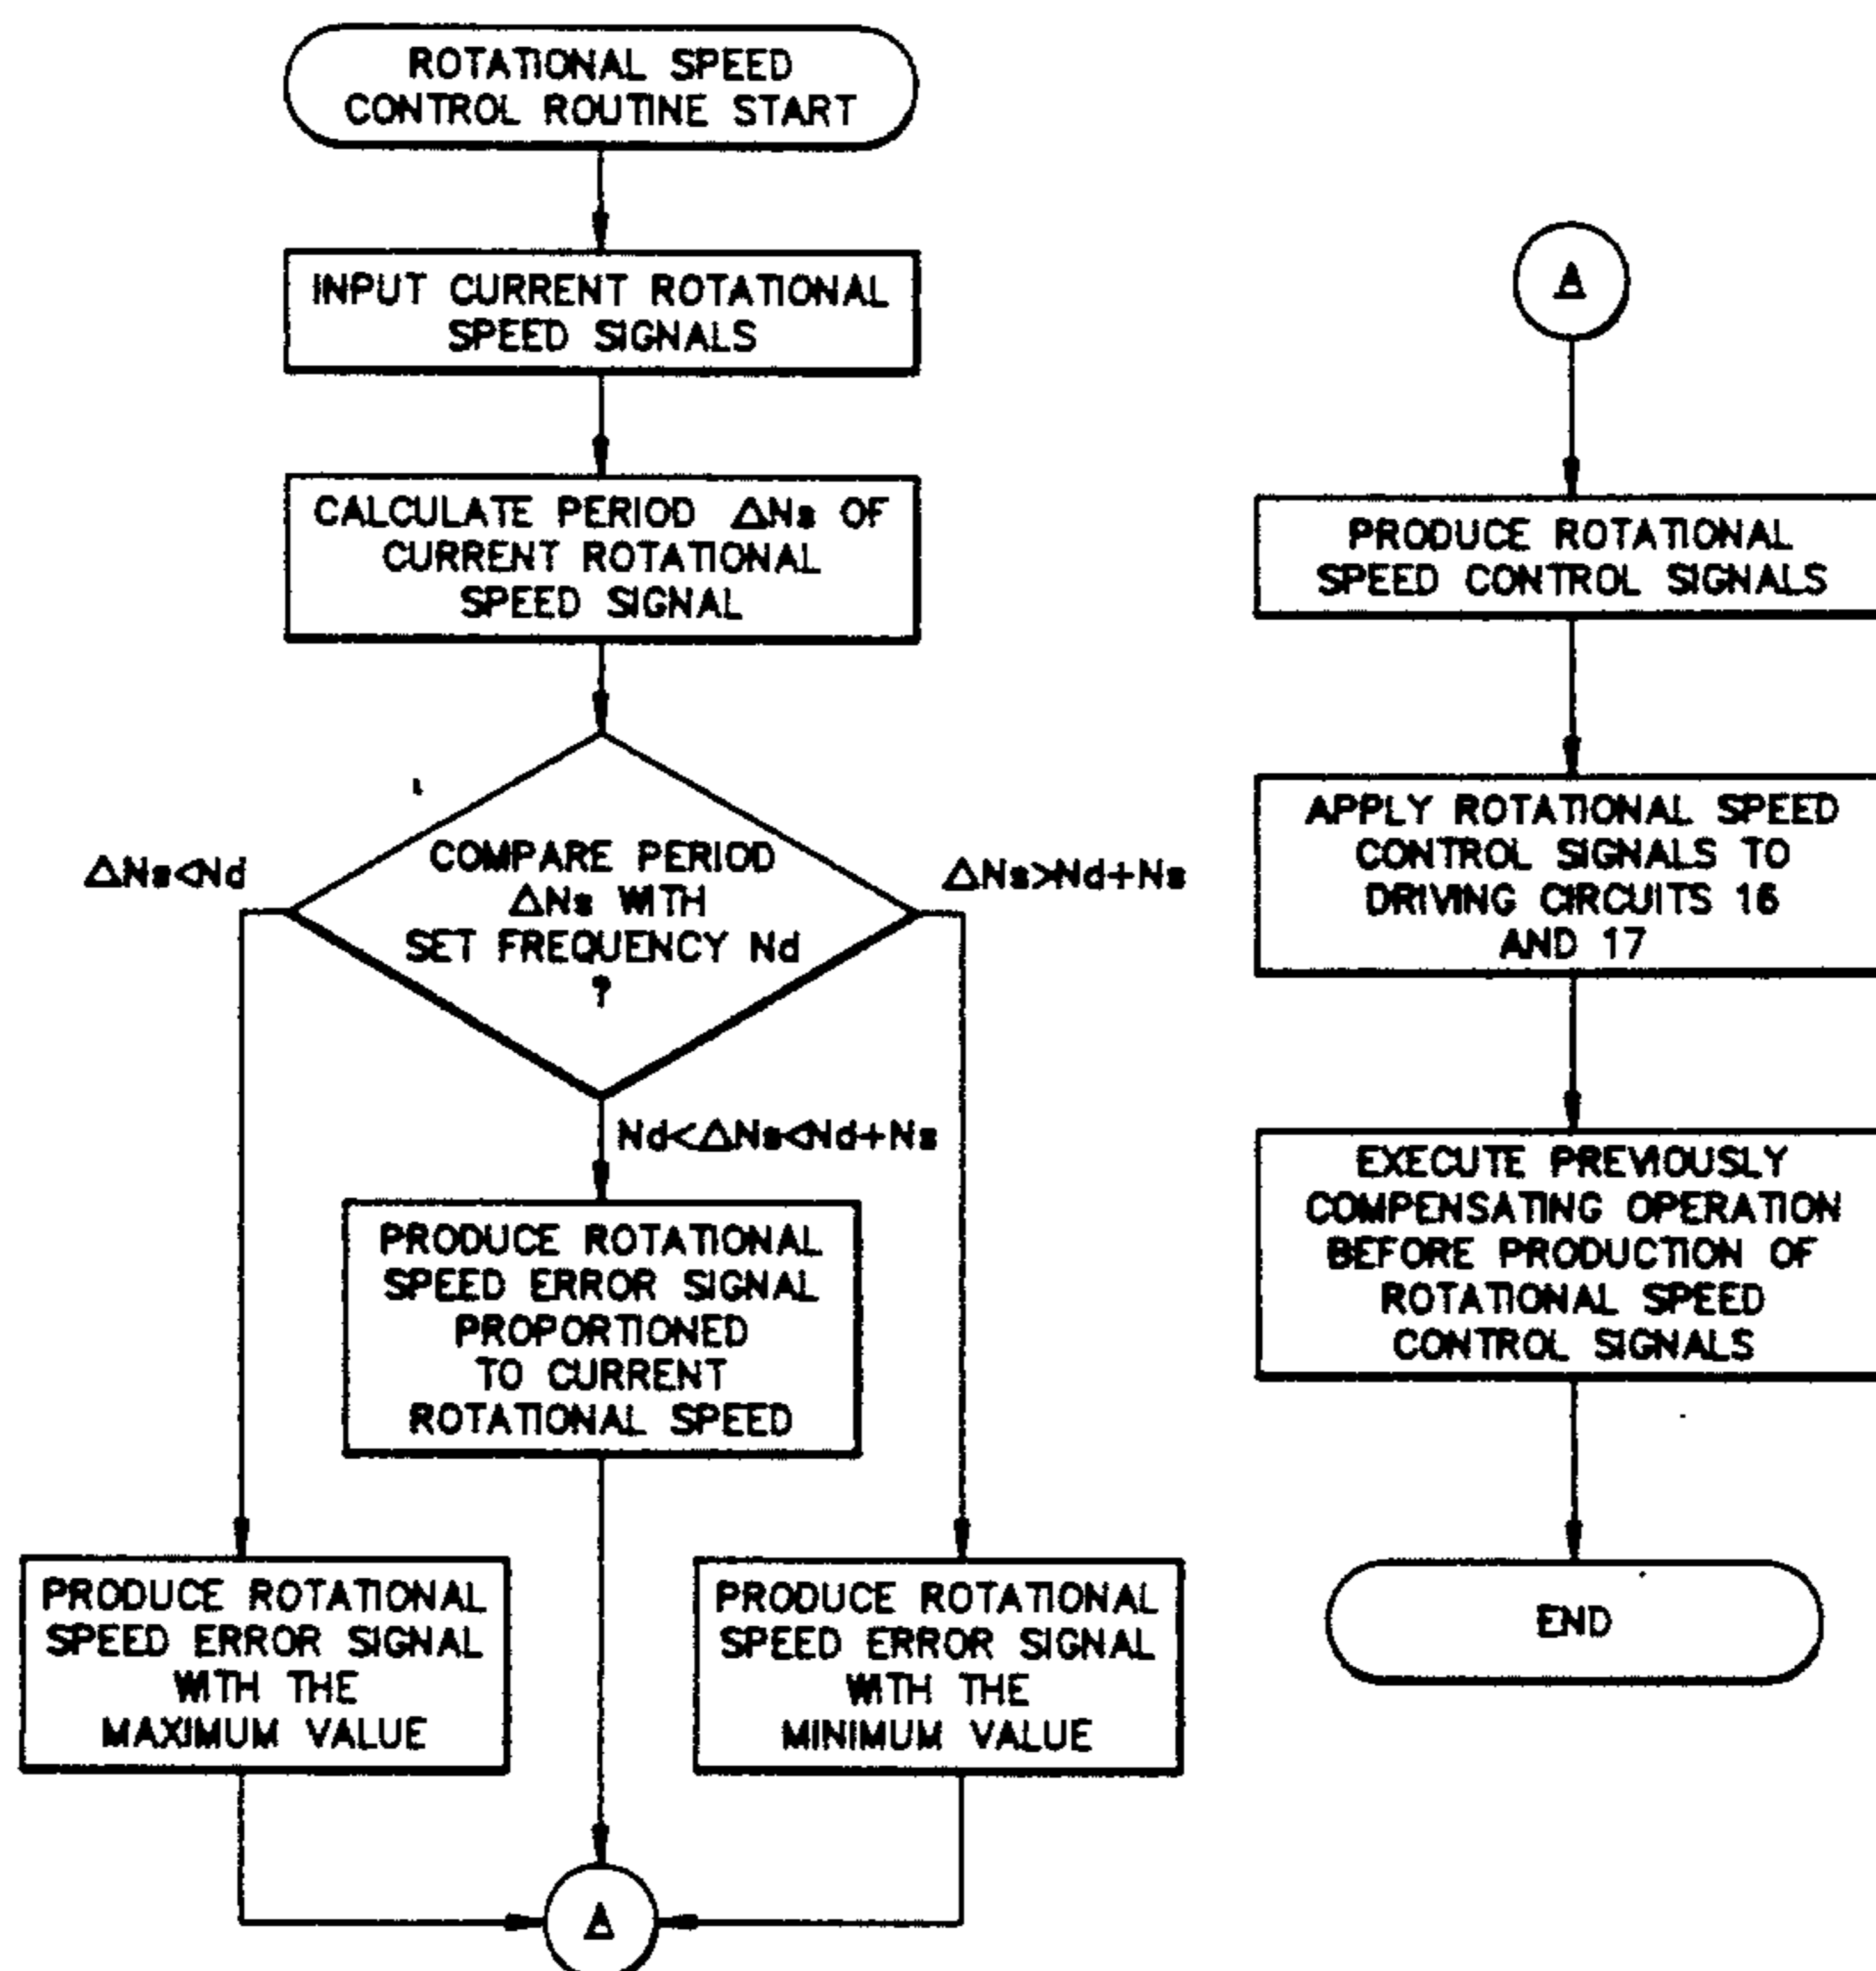 ROTATIONAL SPEED
CONTROL ROUTINE START
INPUT CURRENT ROTATIONAL
SPEED SIGNALS
CALCULATE PERIOD ΔNs OF
CURRENT ROTATIONAL
SPEED SIGNAL
COMPARE PERIOD
ΔNs WITH
SET FREQUENCY Nd
?
ΔNs<Nd
ΔNs>Nd+Ns
Nd<ΔNs<Nd+Ns
PRODUCE ROTATIONAL
SPEED ERROR SIGNAL
PROPORTIONED
TO CURRENT
ROTATIONAL SPEED
PRODUCE ROTATIONAL
SPEED ERROR SIGNAL
WITH THE
MAXIMUM VALUE
PRODUCE ROTATIONAL
SPEED ERROR SIGNAL
WITH THE
MINIMUM VALUE
A
A
PRODUCE ROTATIONAL
SPEED CONTROL SIGNALS
APPLY ROTATIONAL SPEED
CONTROL SIGNALS TO
DRIVING CIRCUITS 16
AND 17
EXECUTE PREVIOUSLY
COMPENSATING OPERATION
BEFORE PRODUCTION OF
ROTATIONAL SPEED
CONTROL SIGNALS
END